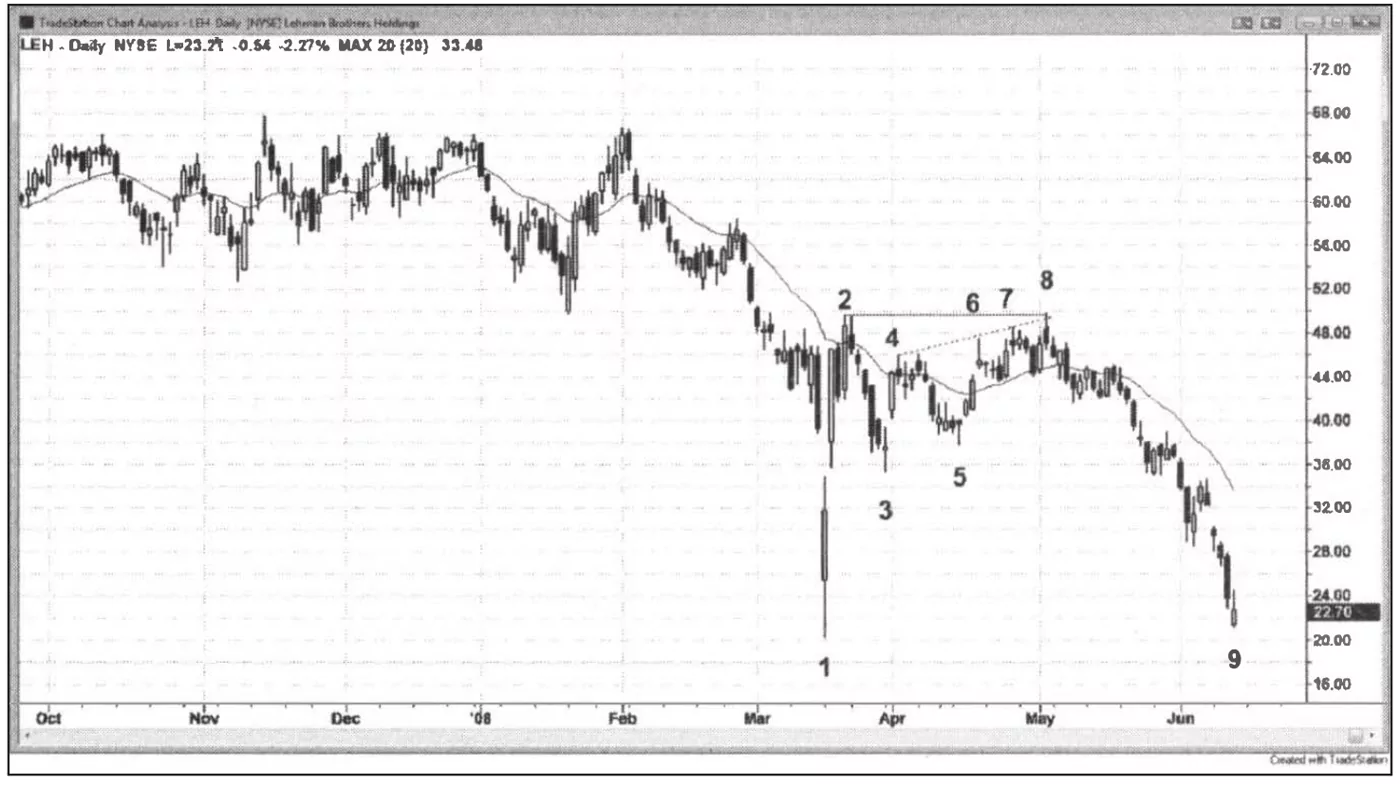 TradeStation Chart Analysis - LEH Daily [NYSE] Lehman Brothers Holdings
LEH - Daily NYSE -0.54 -2.27% MAX 20 (20) 33.48
72.00
68.00
64.00
60.00
56.00
52.00
48.00
44.00
40.00
36.00
32.00
28.00
24.00
22.70
20.00
16.00
8
2
6
7
4
5
3
1
9
Oct
Nov
Dec
'08
Feb
Mar
Apr
May
Jun
Created with TradeStation